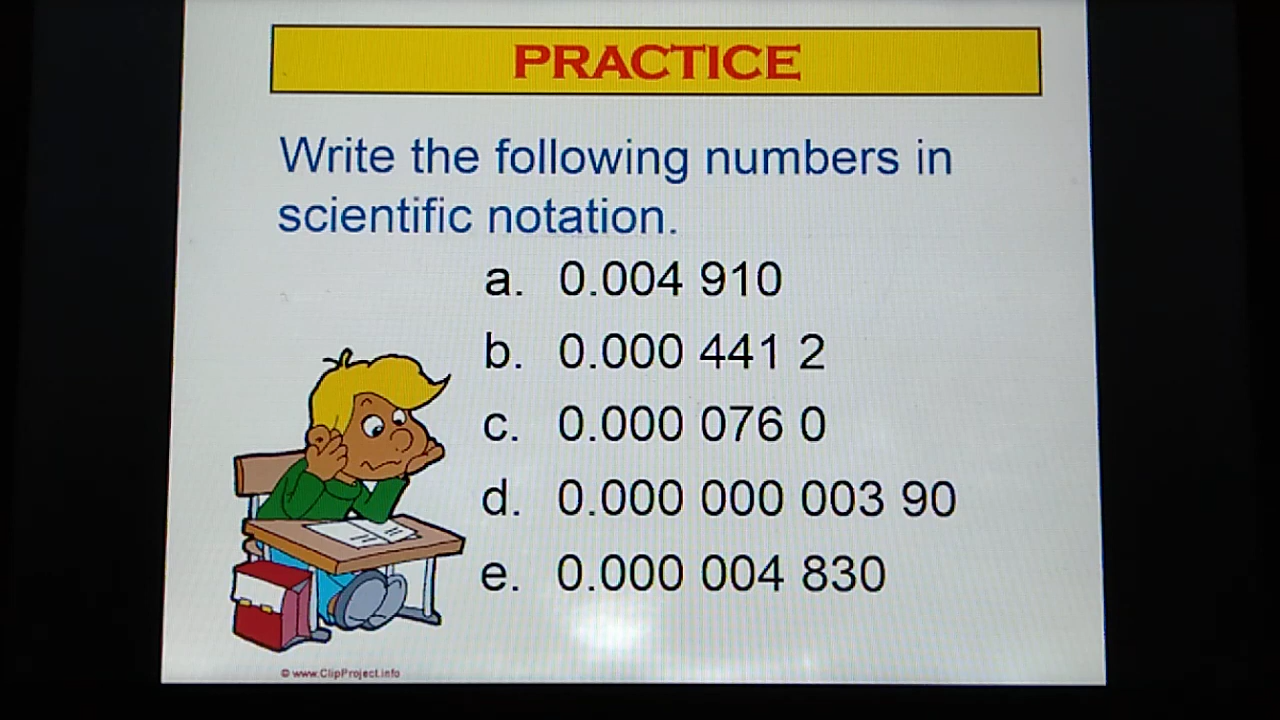 PRACTICE
Write the following numbers in
scientific notation.
a. 0.004 910
b. 0.000 441 2
c. 0.000 076 0
d. 0.000 000 003 90
e. 0.000 004 830
© www.ClipProject.info